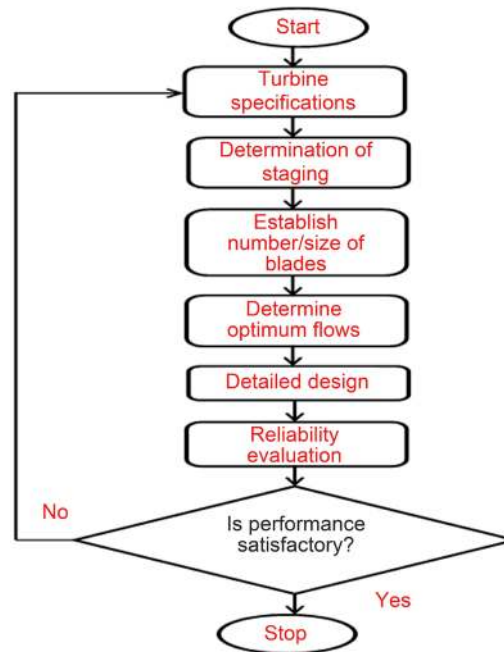 Start
Turbine
specifications
Determination of
staging
Establish
number/size of
blades
Determine
optimum flows
Detailed design
Reliability
evaluation
Is performance
satisfactory?
No
Yes
Stop